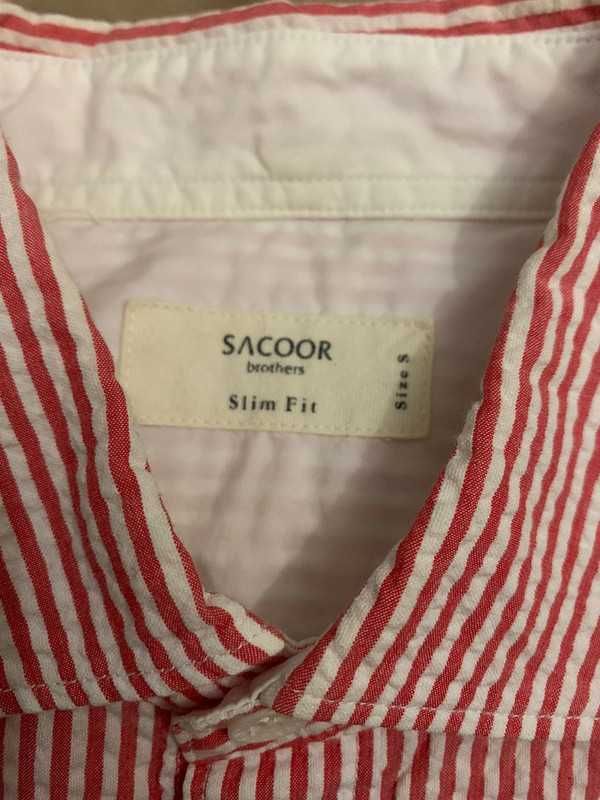 SACOOR
brothers
Slim Fit
Size S